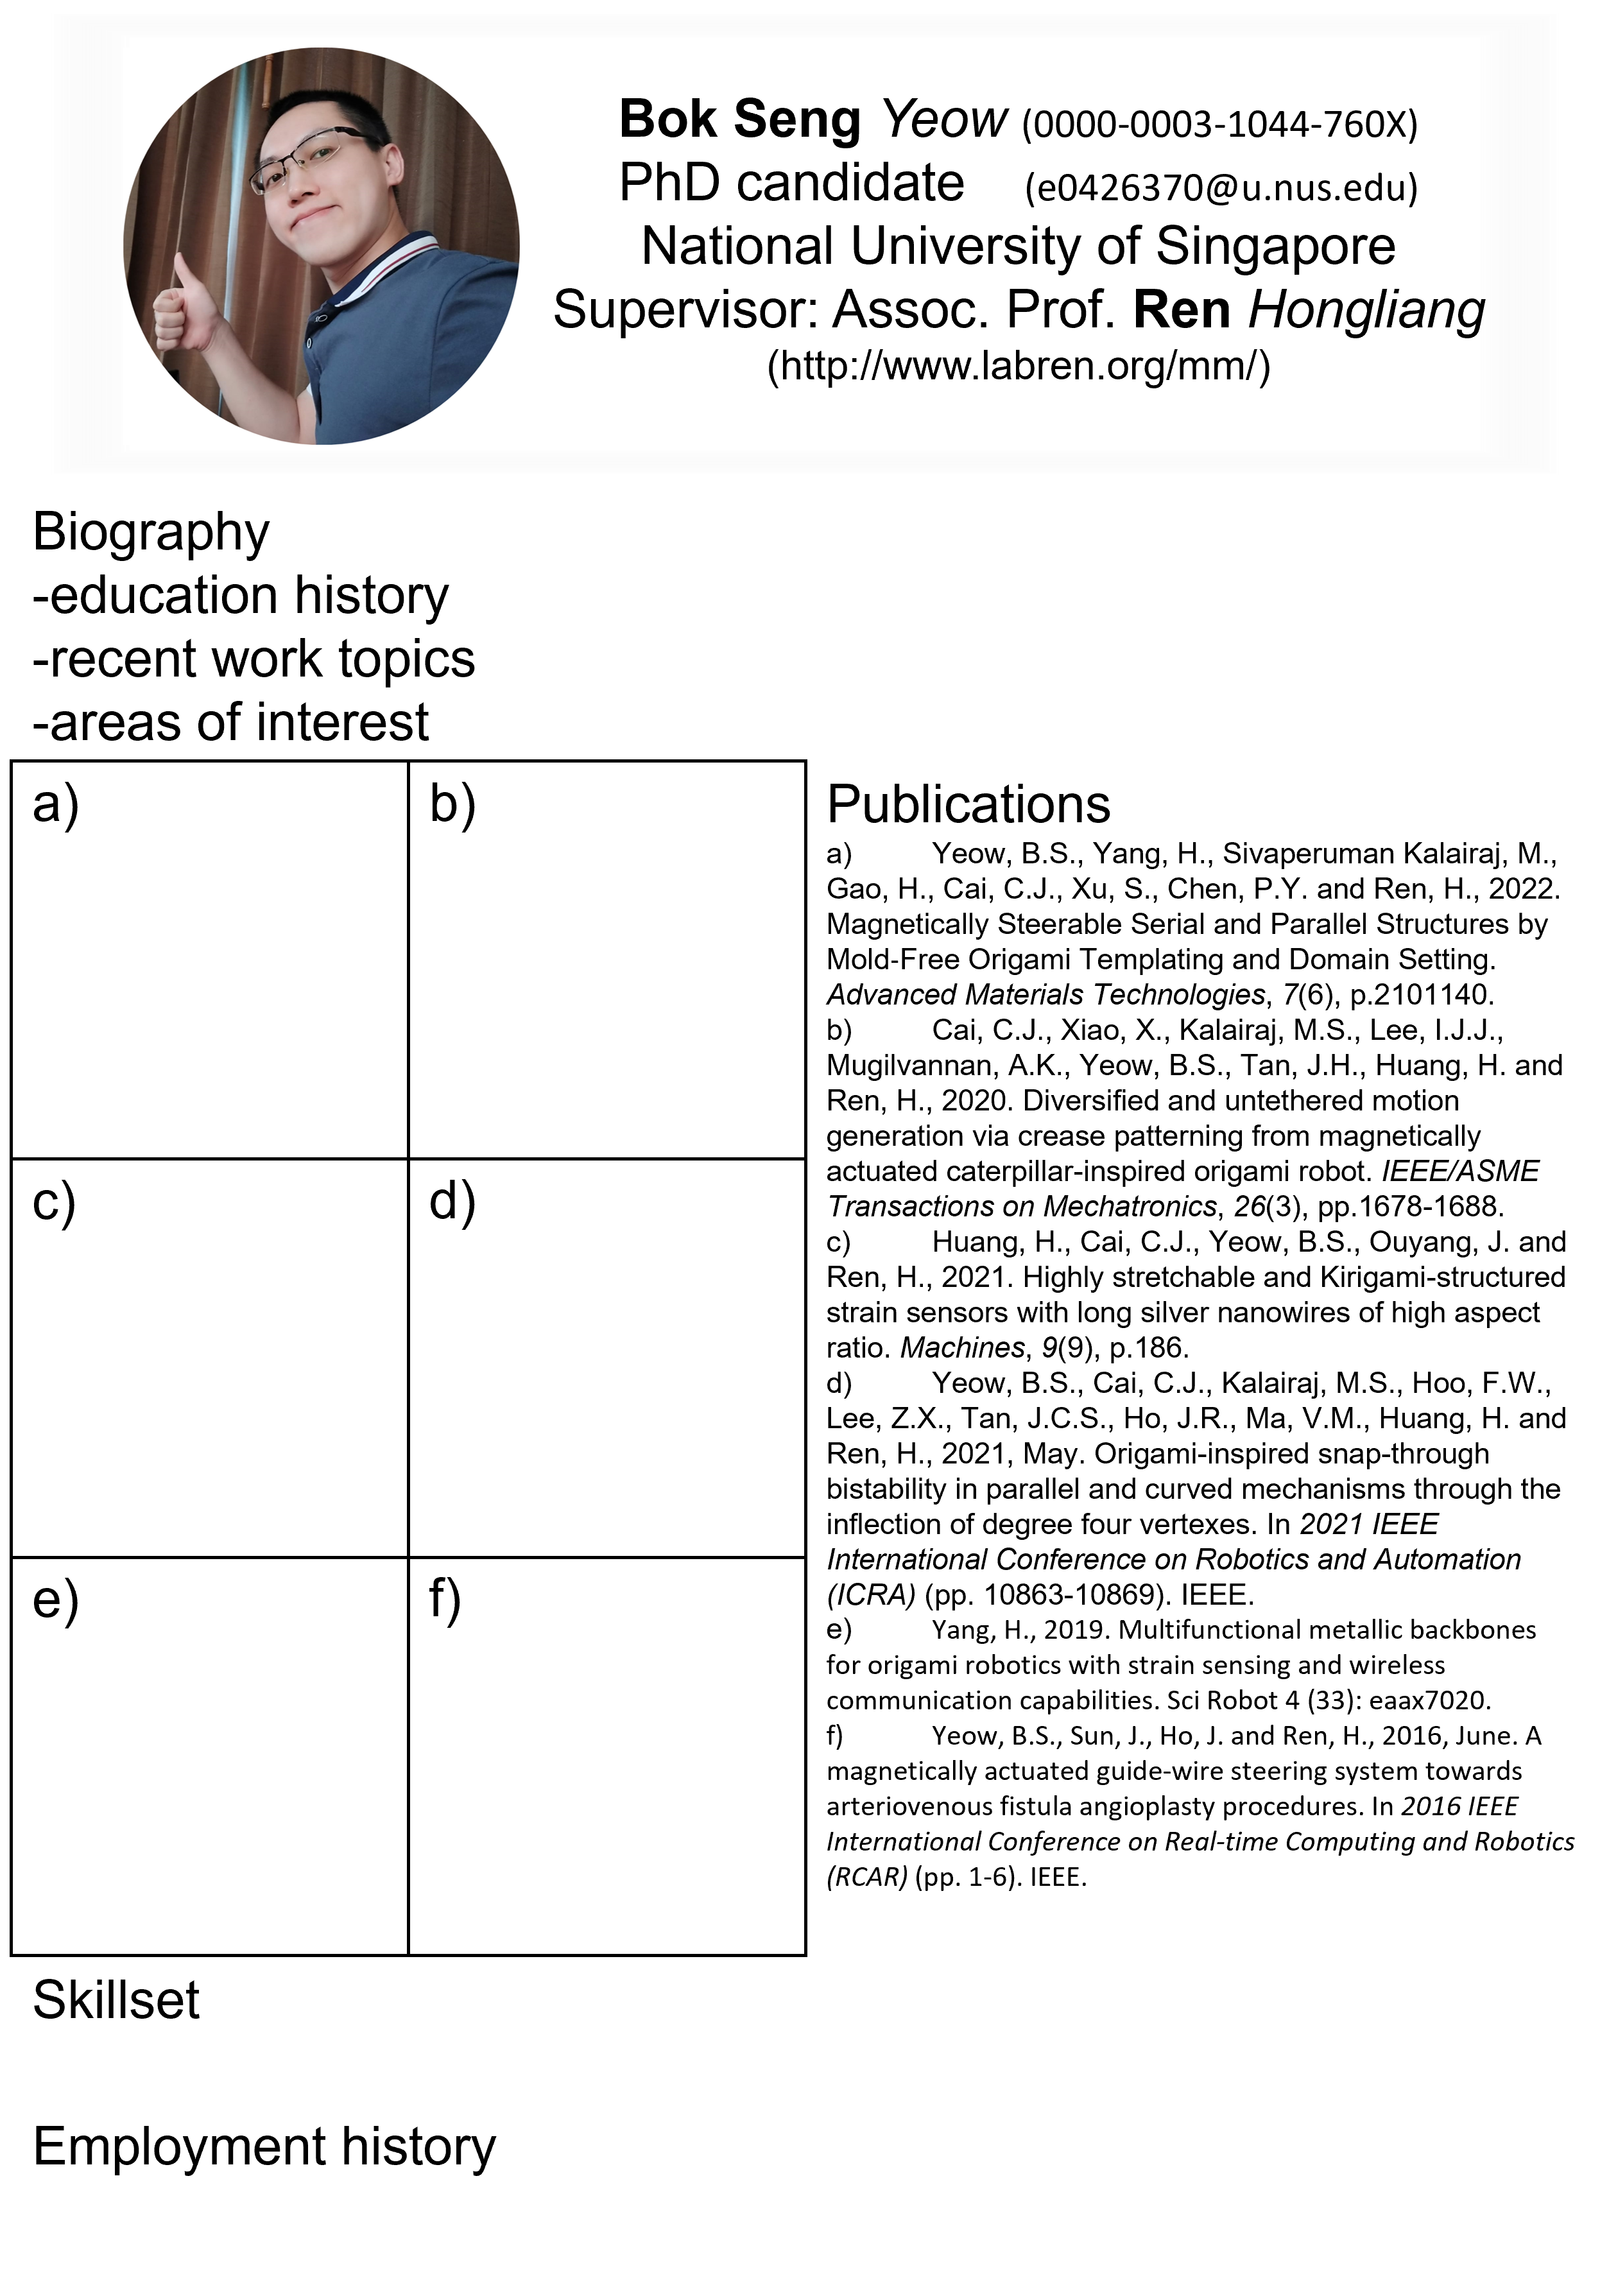 Bok Seng Yeow (0000-0003-1044-760X)
PhD candidate (e0426370@u.nus.edu)
National University of Singapore
Supervisor: Assoc. Prof. Ren Hongliang
(http://www.labren.org/mm/)
Biography
-education history
-recent work topics
-areas of interest
a)
b)
c)
d)
e)
f)
Publications
a) Yeow, B.S., Yang, H., Sivaperuman Kalairaj, M.,
Gao, H., Cai, C.J., Xu, S., Chen, P.Y. and Ren, H., 2022.
Magnetically Steerable Serial and Parallel Structures by
Mold-Free Origami Templating and Domain Setting.
Advanced Materials Technologies, 7(6), p.2101140.
b) Cai, C.J., Xiao, X., Kalairaj, M.S., Lee, I.J.J.,
Mugilvannan, A.K., Yeow, B.S., Tan, J.H., Huang, H. and
Ren, H., 2020. Diversified and untethered motion
generation via crease patterning from magnetically
actuated caterpillar-inspired origami robot. IEEE/ASME
Transactions on Mechatronics, 26(3), pp.1678-1688.
c) Huang, H., Cai, C.J., Yeow, B.S., Ouyang, J. and
Ren, H., 2021. Highly stretchable and Kirigami-structured
strain sensors with long silver nanowires of high aspect
ratio. Machines, 9(9), p.186.
d) Yeow, B.S., Cai, C.J., Kalairaj, M.S., Hoo, F.W.,
Lee, Z.X., Tan, J.C.S., Ho, J.R., Ma, V.M., Huang, H. and
Ren, H., 2021, May. Origami-inspired snap-through
bistability in parallel and curved mechanisms through the
inflection of degree four vertexes. In 2021 IEEE
International Conference on Robotics and Automation
(ICRA) (pp. 10863-10869). IEEE.
e) Yang, H., 2019. Multifunctional metallic backbones
for origami robotics with strain sensing and wireless
communication capabilities. Sci Robot 4 (33): eaax7020.
f) Yeow, B.S., Sun, J., Ho, J. and Ren, H., 2016, June. A
magnetically actuated guide-wire steering system towards
arteriovenous fistula angioplasty procedures. In 2016 IEEE
International Conference on Real-time Computing and Robotics
(RCAR) (pp. 1-6). IEEE.
Skillset
Employment history